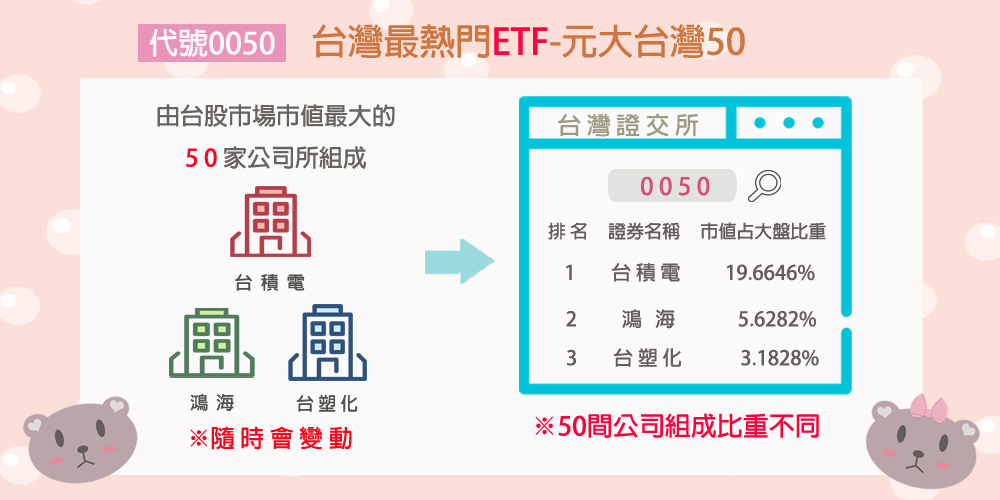 代號0050 台灣最熱門ETF-元大台灣50
由台股市場市值最大的
50家公司所組成
台積電
鴻海 台塑化
※隨時會變動
台灣證交所
0050
排名 證券名稱 市值占大盤比重
1 台積電 19.6646%
2 鴻海 5.6282%
3 台塑化 3.1828%
※50間公司組成比重不同